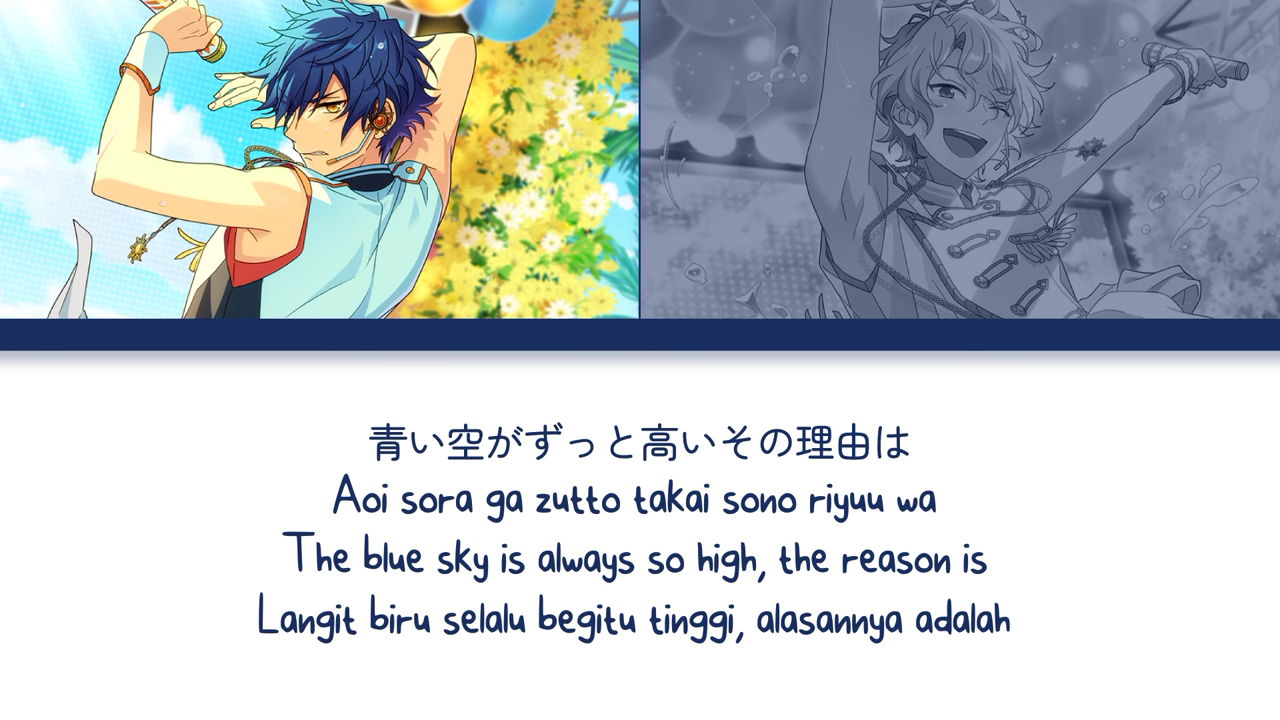 青い空がずっと高いその理由は
Aoi sora ga zutto takai sono riyuu wa
The blue sky is always so high, the reason is
Langit biru selalu begitu tinggi, alasannya adalah